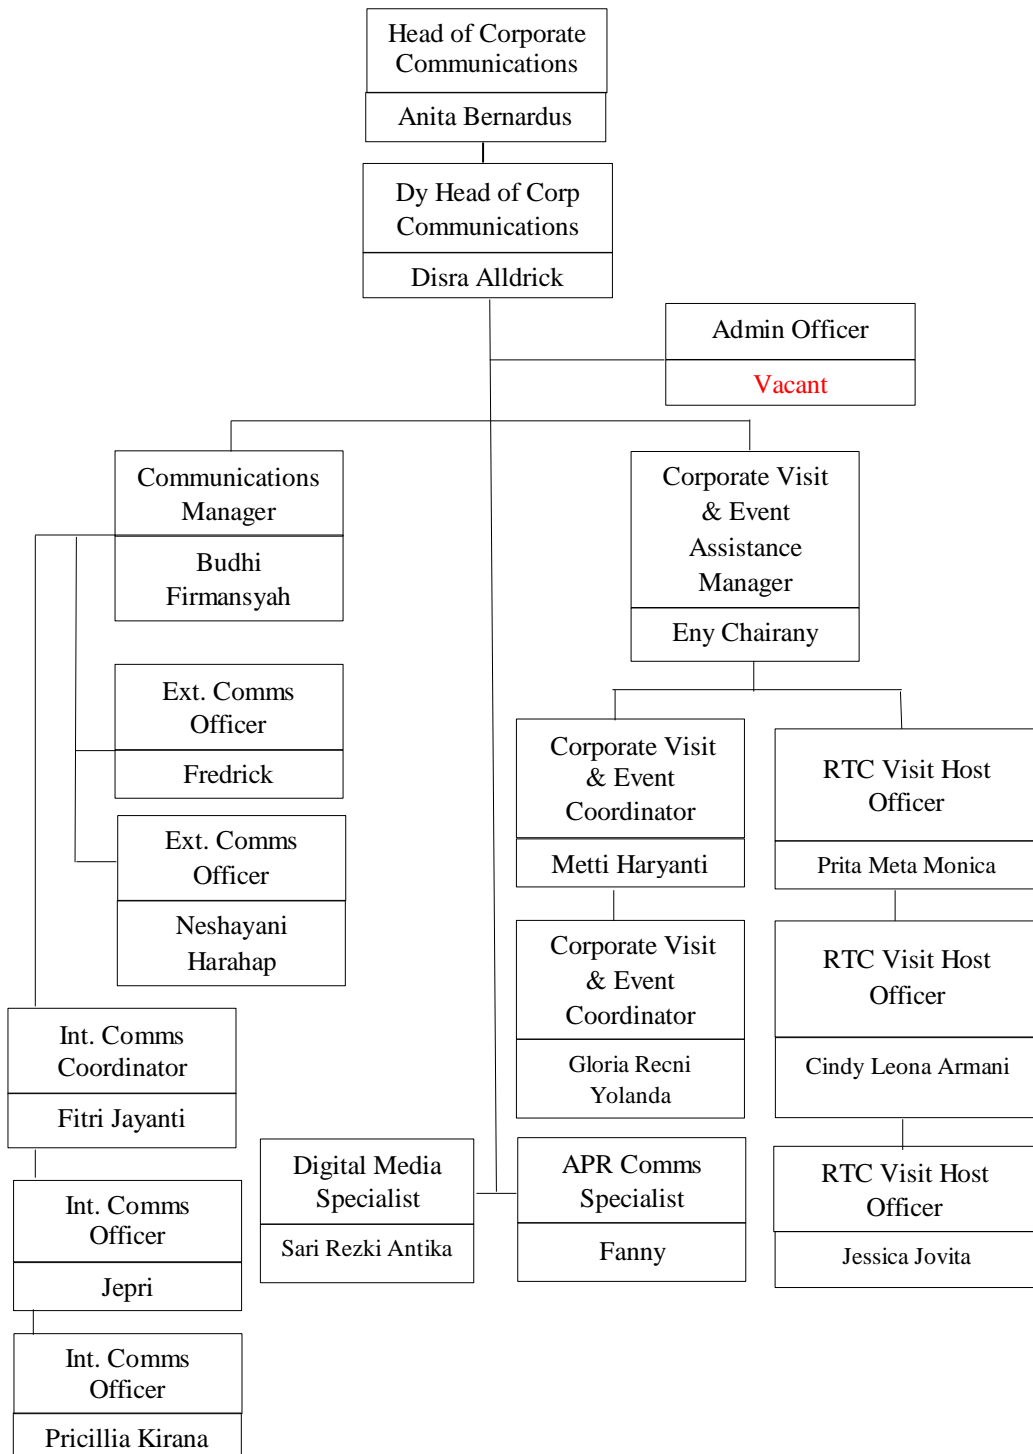 Head of Corporate
Communications
Anita Bernardus
Dy Head of Corp
Communications
Disra Alldrick
Admin Officer
Vacant
Communications
Manager
Budhi
Firmansyah
Corporate Visit
& Event
Assistance
Manager
Eny Chairany
Ext. Comms
Officer
Fredrick
Ext. Comms
Officer
Neshayani
Harahap
Corporate Visit
& Event
Coordinator
Metti Haryanti
RTC Visit Host
Officer
Prita Meta Monica
Corporate Visit
& Event
Coordinator
Gloria Recni
Yolanda
RTC Visit Host
Officer
Cindy Leona Armani
Int. Comms
Coordinator
Fitri Jayanti
Digital Media
Specialist
Sari Rezki Antika
APR Comms
Specialist
Fanny
RTC Visit Host
Officer
Jessica Jovita
Int. Comms
Officer
Jepri
Int. Comms
Officer
Pricillia Kirana